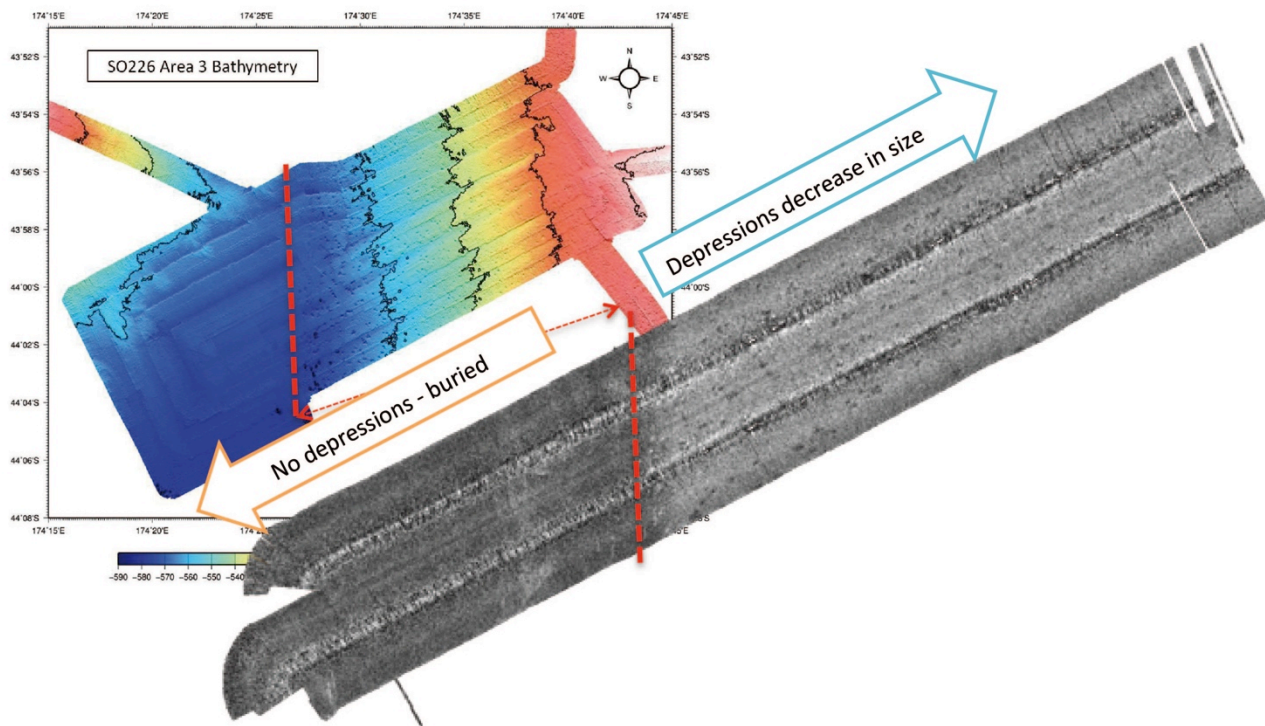 174°15'E 174°20'E 174°25'E 174°30'E 174°35'E 174°40'E 174°45'E
SO226 Area 3 Bathymetry
N
W E
S
43°52'S 43°52'S
43°54'S 43°54'S
43°56'S 43°56'S
43°58'S 43°58'S
44°00'S 44°00'S
44°02'S
44°04'S
44°06'S
44°08'S
174°15'E 174°20'E
Depressions decrease in size
No depressions - buried
-590 -580 -570 -560 -550 -540